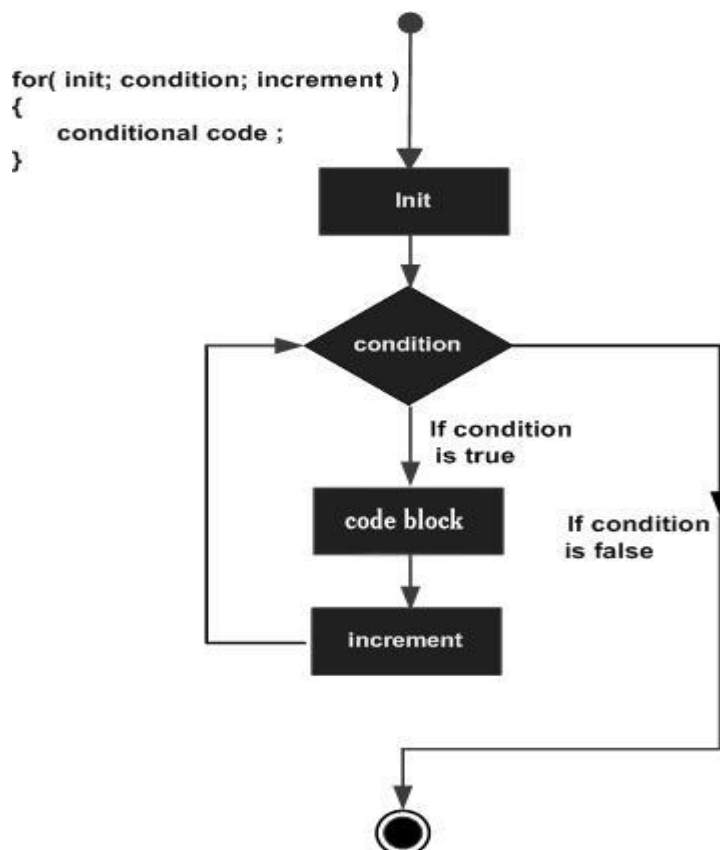 for( init; condition; increment )
{
conditional code ;
}
Init
condition
If condition
is true
code block
If condition
is false
increment